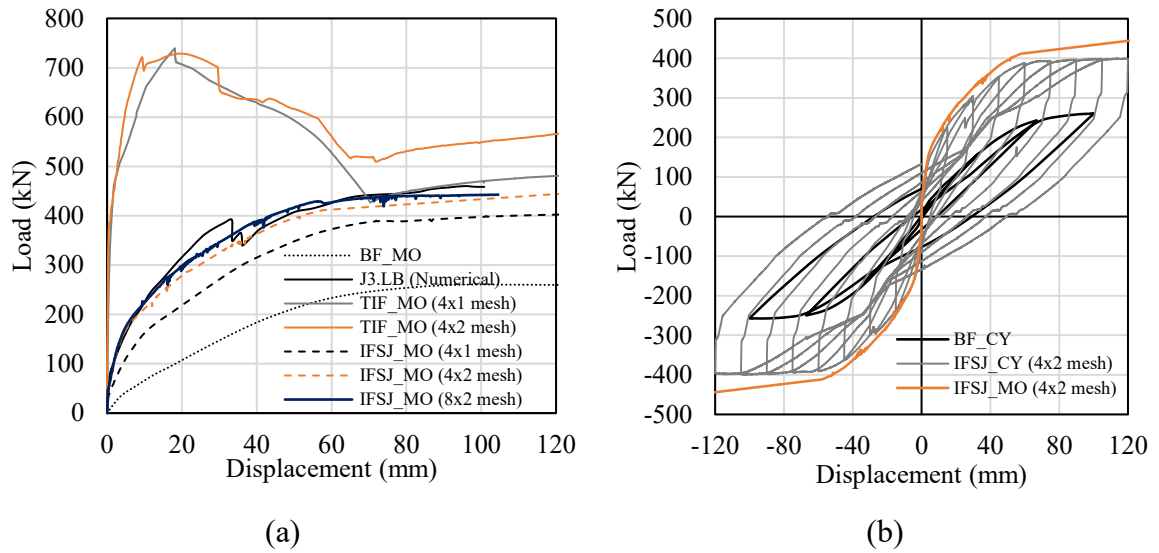 800
700
600
500
400
300
200
100
0
Load (kN)
0 20 40 60 80 100 120
Displacement (mm)
BF_MO
J3.LB (Numerical)
TIF_MO (4x1 mesh)
TIF_MO (4x2 mesh)
IFSJ_MO (4x1 mesh)
IFSJ_MO (4x2 mesh)
IFSJ_MO (8x2 mesh)
(a)
500
400
300
200
100
0
-100
-200
-300
-400
-500
Load (kN)
-120 -80 -40 0 40 80 120
Displacement (mm)
BF_CY
IFSJ_CY (4x2 mesh)
IFSJ_MO (4x2 mesh)
(b)